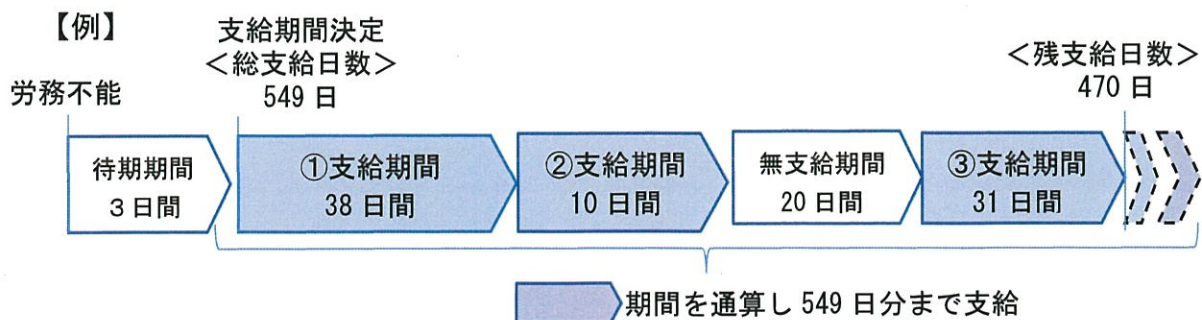 【例】
支給期間決定
＜総支給日数＞
549 日
＜残支給日数＞
470 日
労務不能
待期期間
3 日間
①支給期間
38 日間
②支給期間
10 日間
無支給期間
20 日間
③支給期間
31 日間
期間を通算し 549 日分まで支給